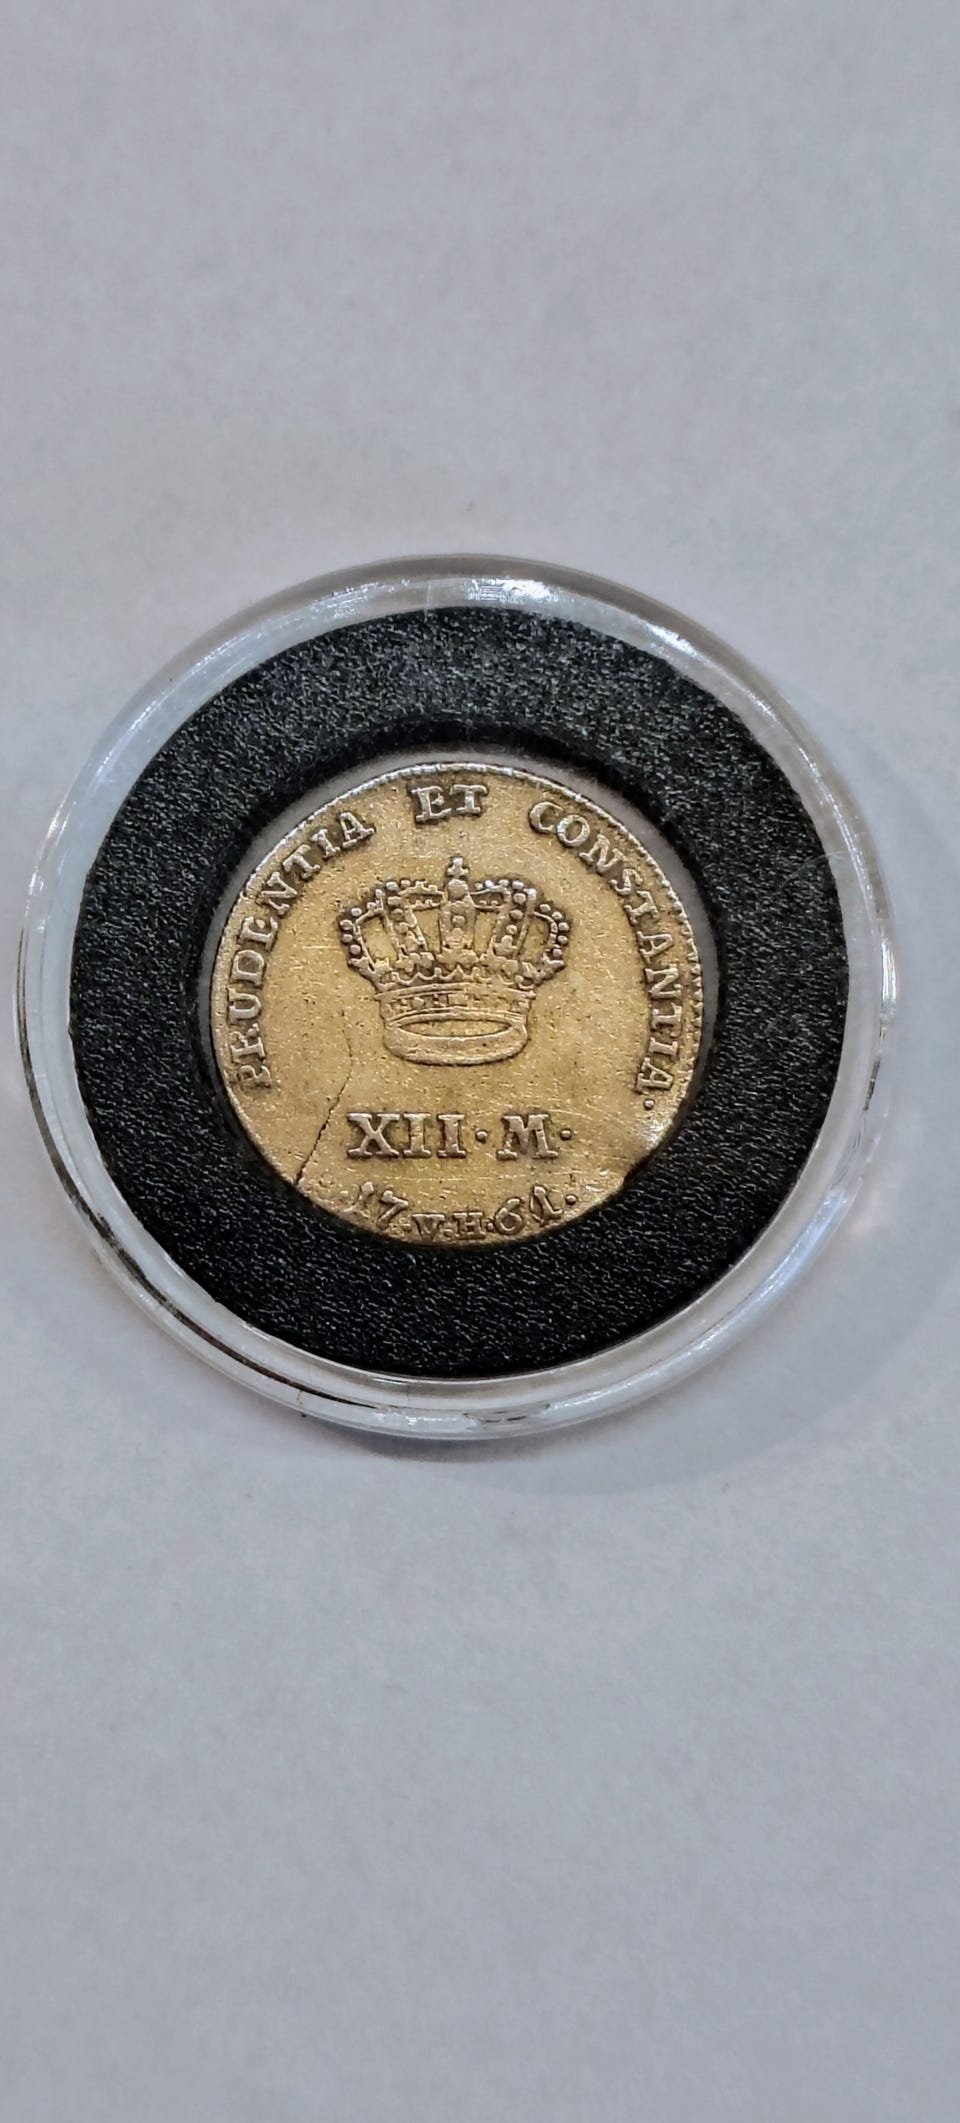 PRUDENTIA ET CONSTANTIA·
XII·M·
17 V·H· 61·